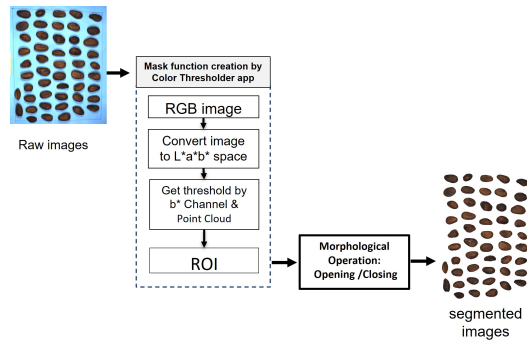 Mask function creation by
Color Thresholder app
RGB image
Convert image
to L*a*b* space
Get threshold by
b* Channel &
Point Cloud
ROI
Raw images
Morphological
Operation:
Opening /Closing
segmented
images